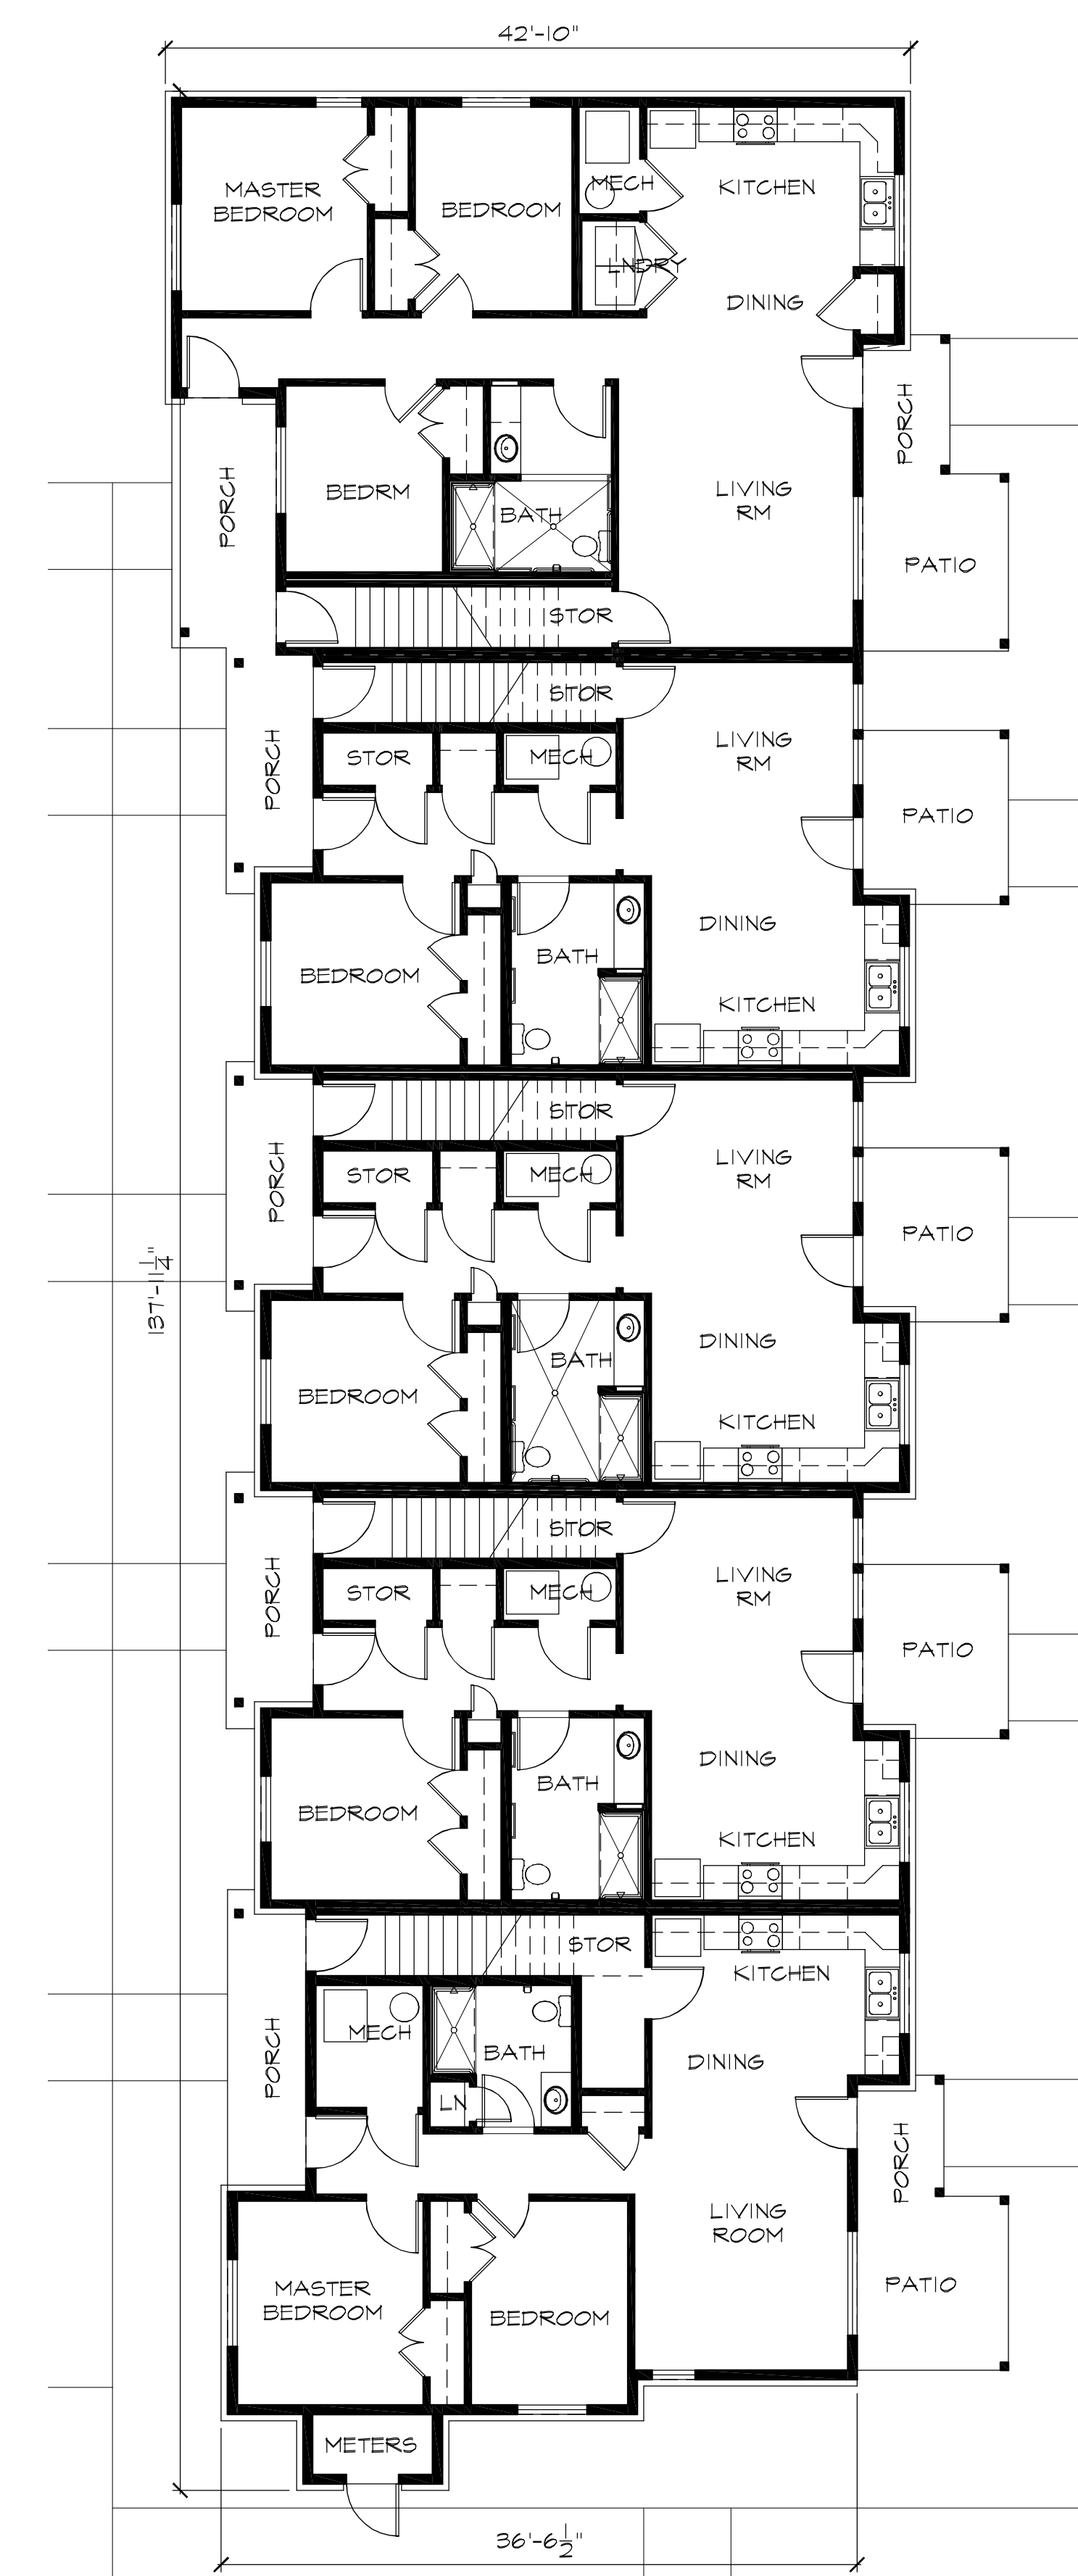 42'-10"
MASTER
BEDROOM
BEDROOM
MECH
KITCHEN
LNDRY
DINING
PORCH
PORCH
BEDRM
BATH
LIVING
RM
PATIO
STOR
STOR
LIVING
RM
STOR
MECH
PORCH
PATIO
DINING
BEDROOM
BATH
KITCHEN
STOR
LIVING
RM
STOR
MECH
PORCH
PATIO
137'-11 1/4"
DINING
BATH
BEDROOM
KITCHEN
STOR
LIVING
RM
STOR
MECH
PORCH
PATIO
DINING
BATH
BEDROOM
KITCHEN
STOR
KITCHEN
MECH
BATH
DINING
PORCH
LN
PORCH
LIVING
ROOM
MASTER
BEDROOM
BEDROOM
PATIO
METERS
36'-6 1/2"